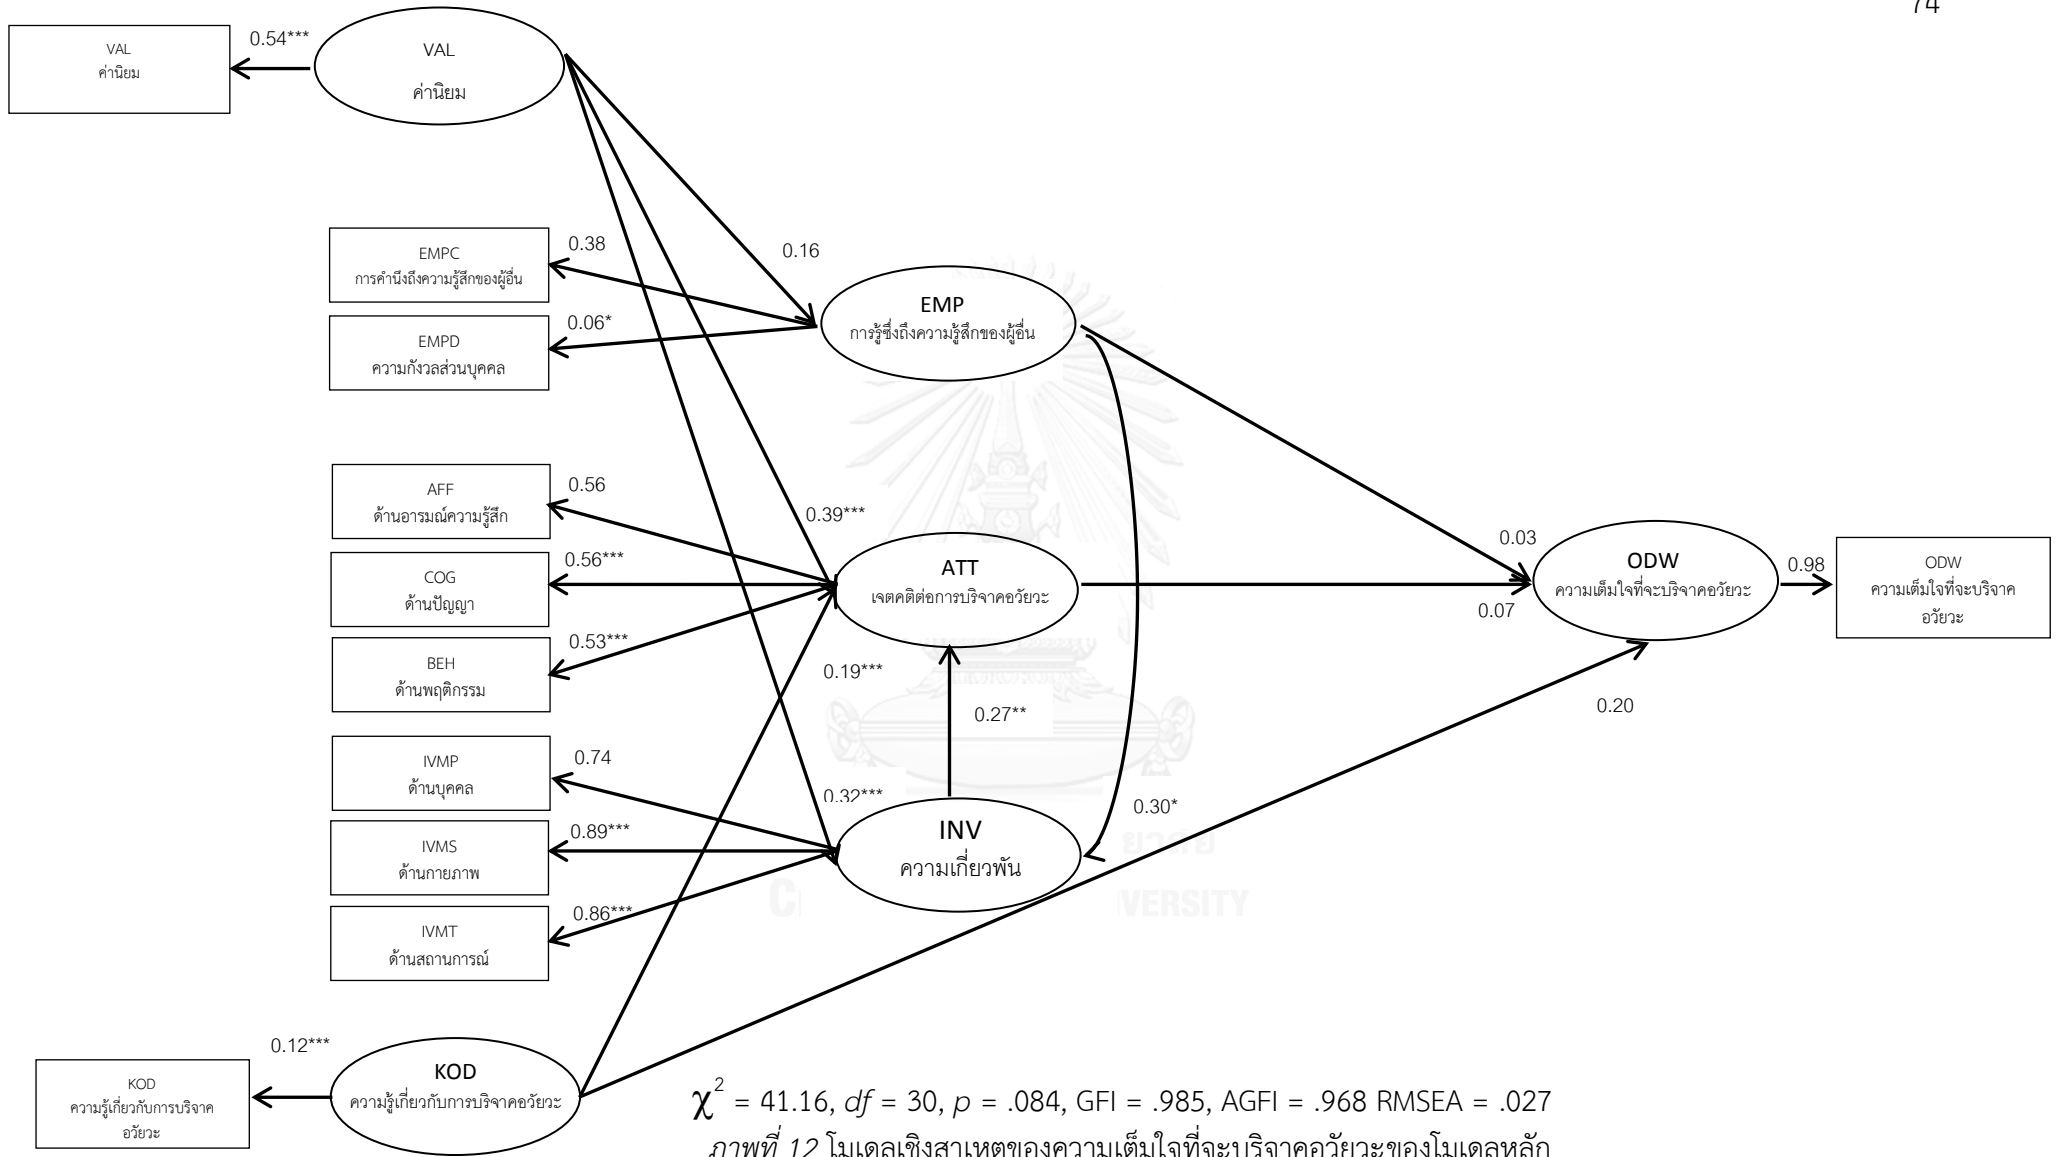 74
VAL
ค่านิยม
0.54***
VAL
ค่านิยม
0.16
EMPC
การคำนึงถึงความรู้สึกของผู้อื่น
0.38
EMPD
ความกังวลส่วนบุคคล
0.06*
EMP
การรู้ซึ้งถึงความรู้สึกของผู้อื่น
AFF
ด้านอารมณ์ความรู้สึก
0.56
0.39***
COG
ด้านปัญญา
0.56***
ATT
เจตคติต่อการบริจาคอวัยวะ
0.03
0.07
ODW
ความเต็มใจที่จะบริจาคอวัยวะ
0.98
ODW
ความเต็มใจที่จะบริจาค
อวัยวะ
BEH
ด้านพฤติกรรม
0.53***
0.19***
0.27**
0.20
IVMP
ด้านบุคคล
0.74
0.32***
0.30*
IVMS
ด้านกายภาพ
0.89***
INV
ความเกี่ยวพัน
IVMT
ด้านสถานการณ์
0.86***
VERSITY
KOD
ความรู้เกี่ยวกับการบริจาค
อวัยวะ
0.12***
KOD
ความรู้เกี่ยวกับการบริจาคอวัยวะ
χ² = 41.16, df = 30, p = .084, GFI = .985, AGFI = .968 RMSEA = .027
ภาพที่ 12 โมเดลเชิงสาเหตุของความเต็มใจที่จะบริจาคอวัยวะของโมเดลหลัก